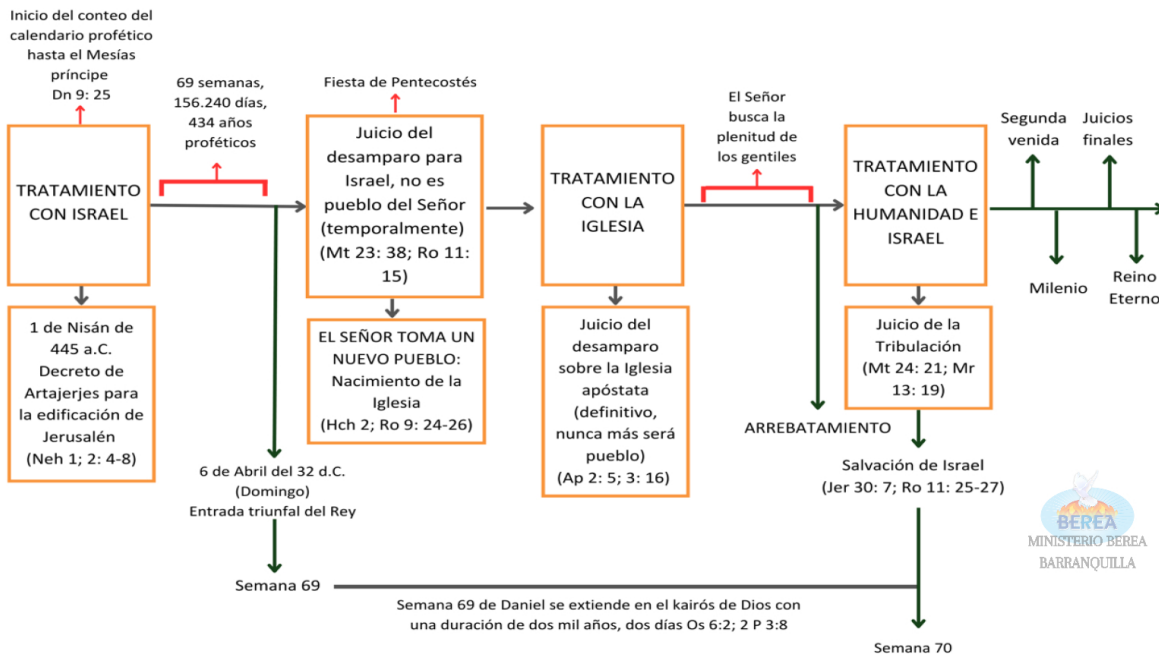 Inicio del conteo del
calendario profético
hasta el Mesías
príncipe
Dn 9: 25
69 semanas,
156.240 días,
434 años
proféticos
Fiesta de Pentecostés
El Señor
busca la
plenitud de
los gentiles
Segunda
venida
Juicios
finales
TRATAMIENTO
CON ISRAEL
Juicio del
desamparo para
Israel, no es
pueblo del Señor
(temporalmente)
(Mt 23: 38; Ro 11:
15)
TRATAMIENTO
CON LA
IGLESIA
TRATAMIENTO
CON LA
HUMANIDAD E
ISRAEL
Milenio
Reino
Eterno
1 de Nisán de
445 a.C.
Decreto de
Artajerjes para
la edificación de
Jerusalén
(Neh 1; 2: 4-8)
EL SEÑOR TOMA UN
NUEVO PUEBLO:
Nacimiento de la
Iglesia
(Hch 2; Ro 9: 24-26)
Juicio del
desamparo
sobre la Iglesia
apóstata
(definitivo,
nunca más será
pueblo)
(Ap 2: 5; 3: 16)
ARREBATAMIENTO
Juicio de la
Tribulación
(Mt 24: 21; Mr
13: 19)
6 de Abril del 32 d.C.
(Domingo)
Entrada triunfal del Rey
Salvación de Israel
(Jer 30: 7; Ro 11: 25-27)
BEREA
MINISTERIO BEREA
BARRANQUILLA
Semana 69
Semana 69 de Daniel se extiende en el kairós de Dios con
una duración de dos mil años, dos días Os 6:2; 2 P 3:8
Semana 70